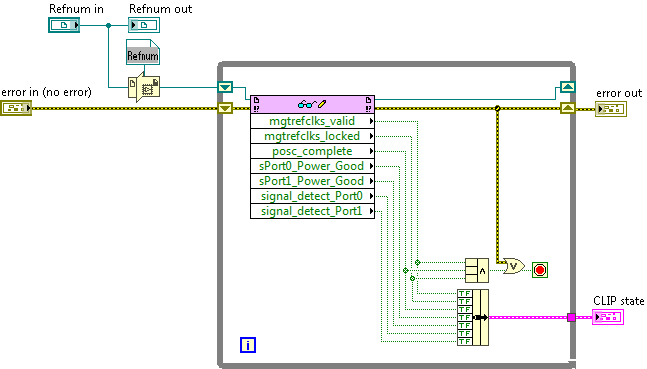 Refnum in
Refnum out
Refnum
error in (no error)
error out
mgtrefclks_valid
mgtrefclks_locked
posc_complete
sPort0_Power_Good
sPort1_Power_Good
signal_detect_Port0
signal_detect_Port1
V
Λ
TF
TF
TF
TF
TF
TF
TF
CLIP state
i